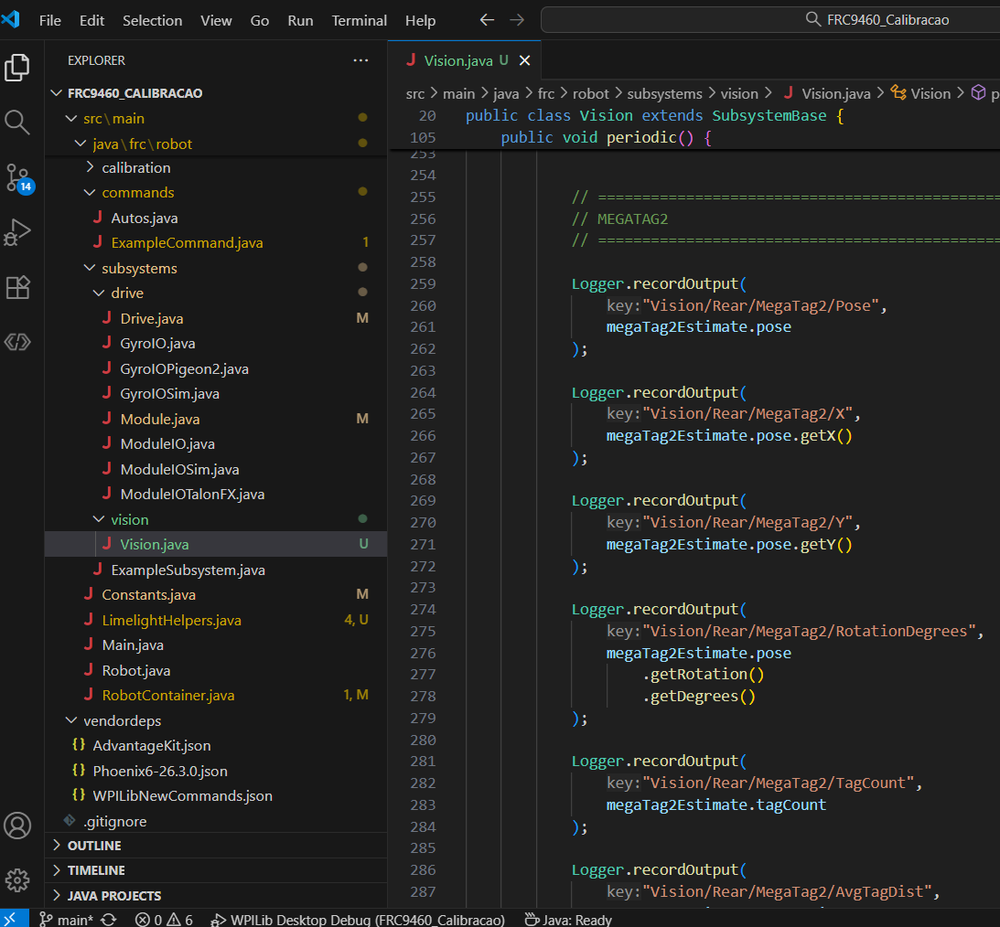 File Edit Selection View Go Run Terminal Help ← → FRC9460_Calibracao
EXPLORER ...
FRC9460_CALIBRACAO
src\main
java\frc\robot
calibration
commands
J Autos.java
J ExampleCommand.java 1
subsystems
drive
J Drive.java M
J GyroIO.java
J GyroIOPigeon2.java
J GyroIOSim.java
J Module.java M
J ModuleIO.java
J ModuleIOSim.java
J ModuleIOTalonFX.java
vision
J Vision.java U
J ExampleSubsystem.java
J Constants.java M
J LimelightHelpers.java 4, U
J Main.java
J Robot.java
J RobotContainer.java 1, M
vendordeps
{} AdvantageKit.json
{} Phoenix6-26.3.0.json
{} WPILibNewCommands.json
.gitignore
OUTLINE
TIMELINE
JAVA PROJECTS
14
J Vision.java U ×
src > main > java > frc > robot > subsystems > vision > J Vision.java > Vision > p
20 public class Vision extends SubsystemBase {
105 public void periodic() {
253
254
255 // ==============================================
256 // MEGATAG2
257 // ==============================================
258
259 Logger.recordOutput(
260 key:"Vision/Rear/MegaTag2/Pose",
261 megaTag2Estimate.pose
262 );
263
264 Logger.recordOutput(
265 key:"Vision/Rear/MegaTag2/X",
266 megaTag2Estimate.pose.getX()
267 );
268
269 Logger.recordOutput(
270 key:"Vision/Rear/MegaTag2/Y",
271 megaTag2Estimate.pose.getY()
272 );
273
274 Logger.recordOutput(
275 key:"Vision/Rear/MegaTag2/RotationDegrees",
276 megaTag2Estimate.pose
277 .getRotation()
278 .getDegrees()
279 );
280
281 Logger.recordOutput(
282 key:"Vision/Rear/MegaTag2/TagCount",
283 megaTag2Estimate.tagCount
284 );
285
286 Logger.recordOutput(
287 key:"Vision/Rear/MegaTag2/AvgTagDist",
main* 0 6 WPILib Desktop Debug (FRC9460_Calibracao) Java: Ready